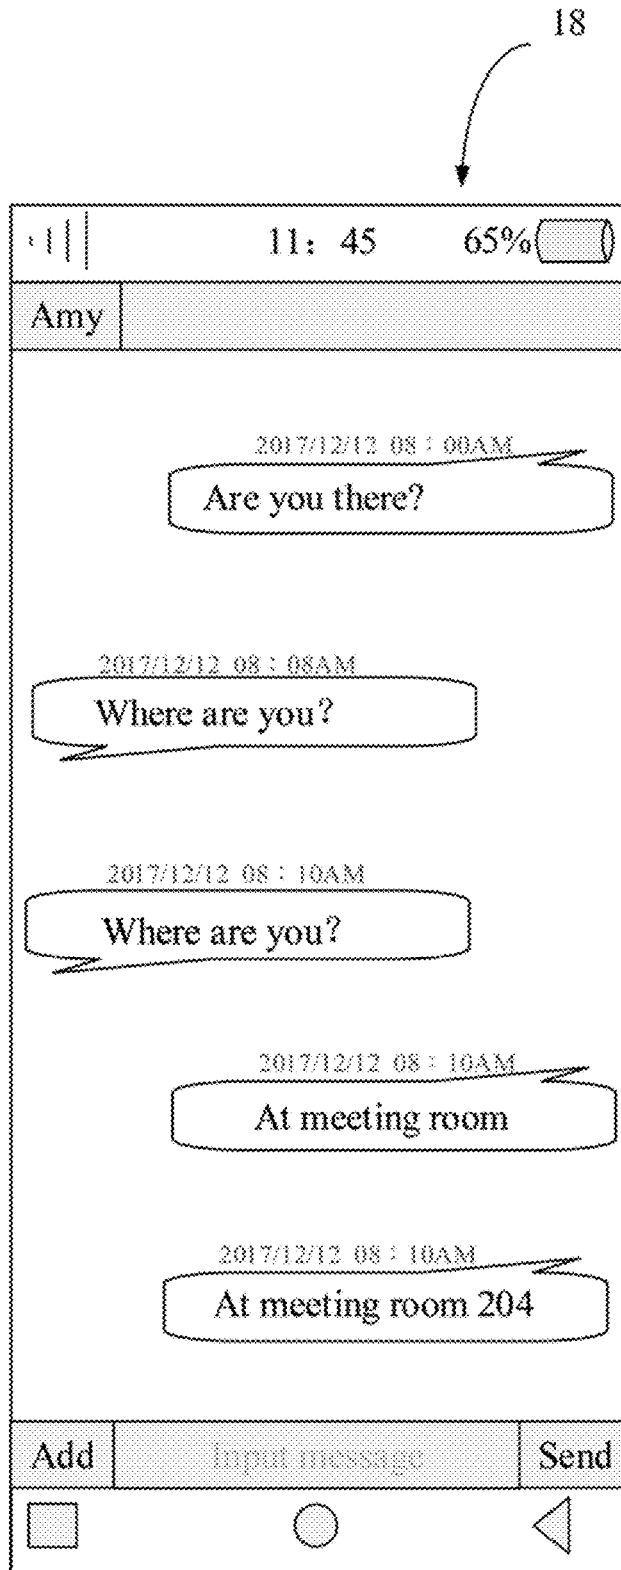 18
11：45 65%
Amy
2017/12/12 08：00AM
Are you there?
2017/12/12 08：08AM
Where are you?
2017/12/12 08：10AM
Where are you?
2017/12/12 08：10AM
At meeting room
2017/12/12 08：10AM
At meeting room 204
Add Input message Send